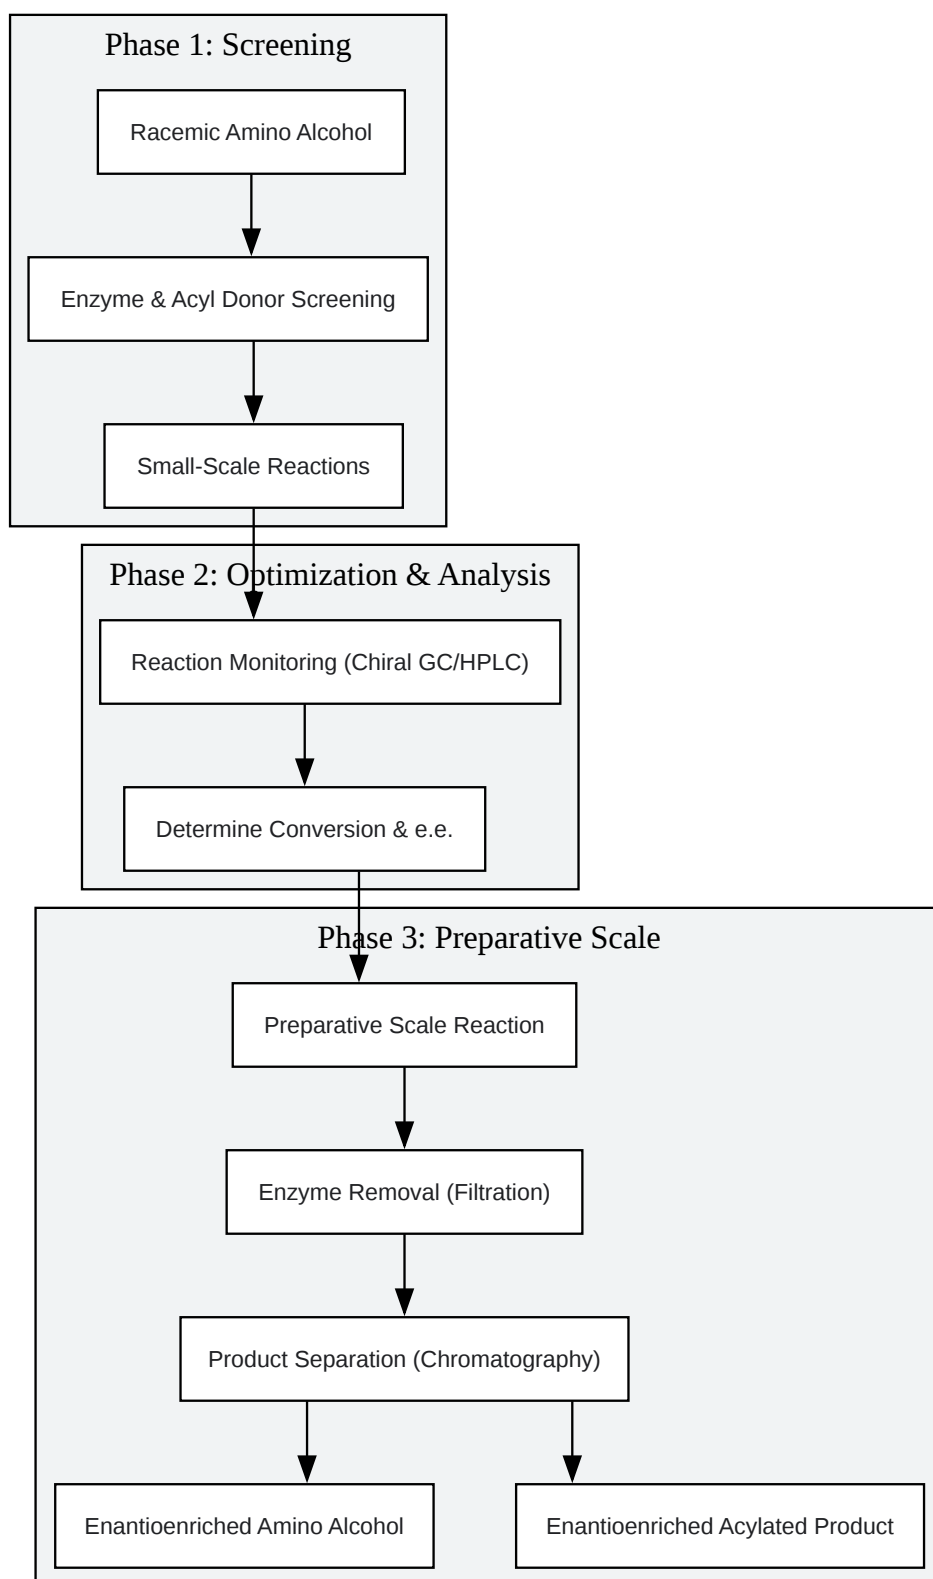 Phase 1: Screening
Racemic Amino Alcohol
Enzyme & Acyl Donor Screening
Small-Scale Reactions
Phase 2: Optimization & Analysis
Reaction Monitoring (Chiral GC/HPLC)
Determine Conversion & e.e.
Phase 3: Preparative Scale
Preparative Scale Reaction
Enzyme Removal (Filtration)
Product Separation (Chromatography)
Enantioenriched Amino Alcohol
Enantioenriched Acylated Product